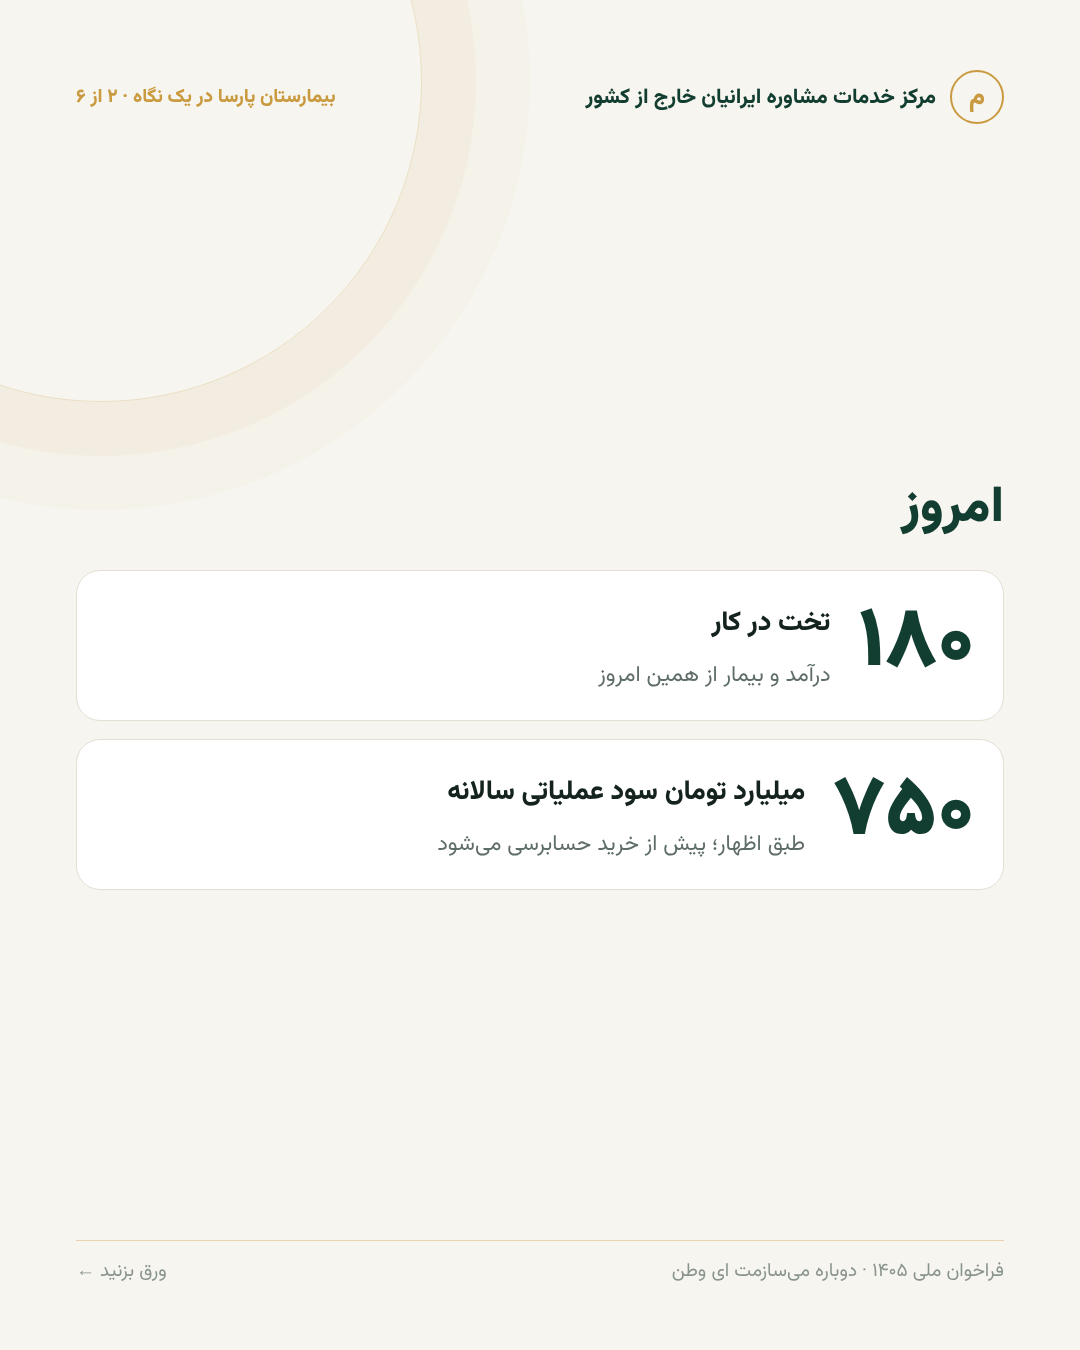 م
مرکز خدمات مشاوره ایرانیان خارج از کشور
بیمارستان پارسا در یک نگاه · ۲ از ۶
امروز
۱۸۰
تخت در کار
درآمد و بیمار از همین امروز
۷۵۰
میلیارد تومان سود عملیاتی سالانه
طبق اظهار؛ پیش از خرید حسابرسی می‌شود
فراخوان ملی ۱۴۰۵ · دوباره می‌سازمت ای وطن
ورق بزنید ←